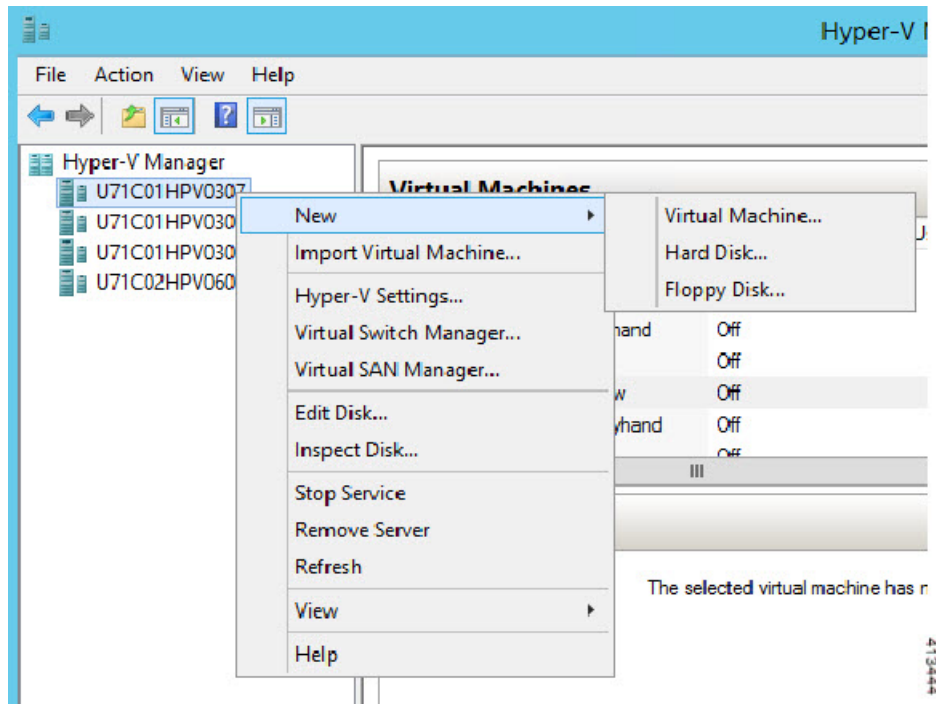 Hyper-V
File Action View Help
Hyper-V Manager
U71C01HPV0307
U71C01HPV030
U71C01HPV030
U71C02HPV060
Virtual Machines
New
Import Virtual Machine...
Hyper-V Settings...
Virtual Switch Manager...
Virtual SAN Manager...
Edit Disk...
Inspect Disk...
Stop Service
Remove Server
Refresh
View
Help
Virtual Machine...
Hard Disk...
Floppy Disk...
hand Off
Off
w Off
yhand Off
Off
The selected virtual machine has n
413444